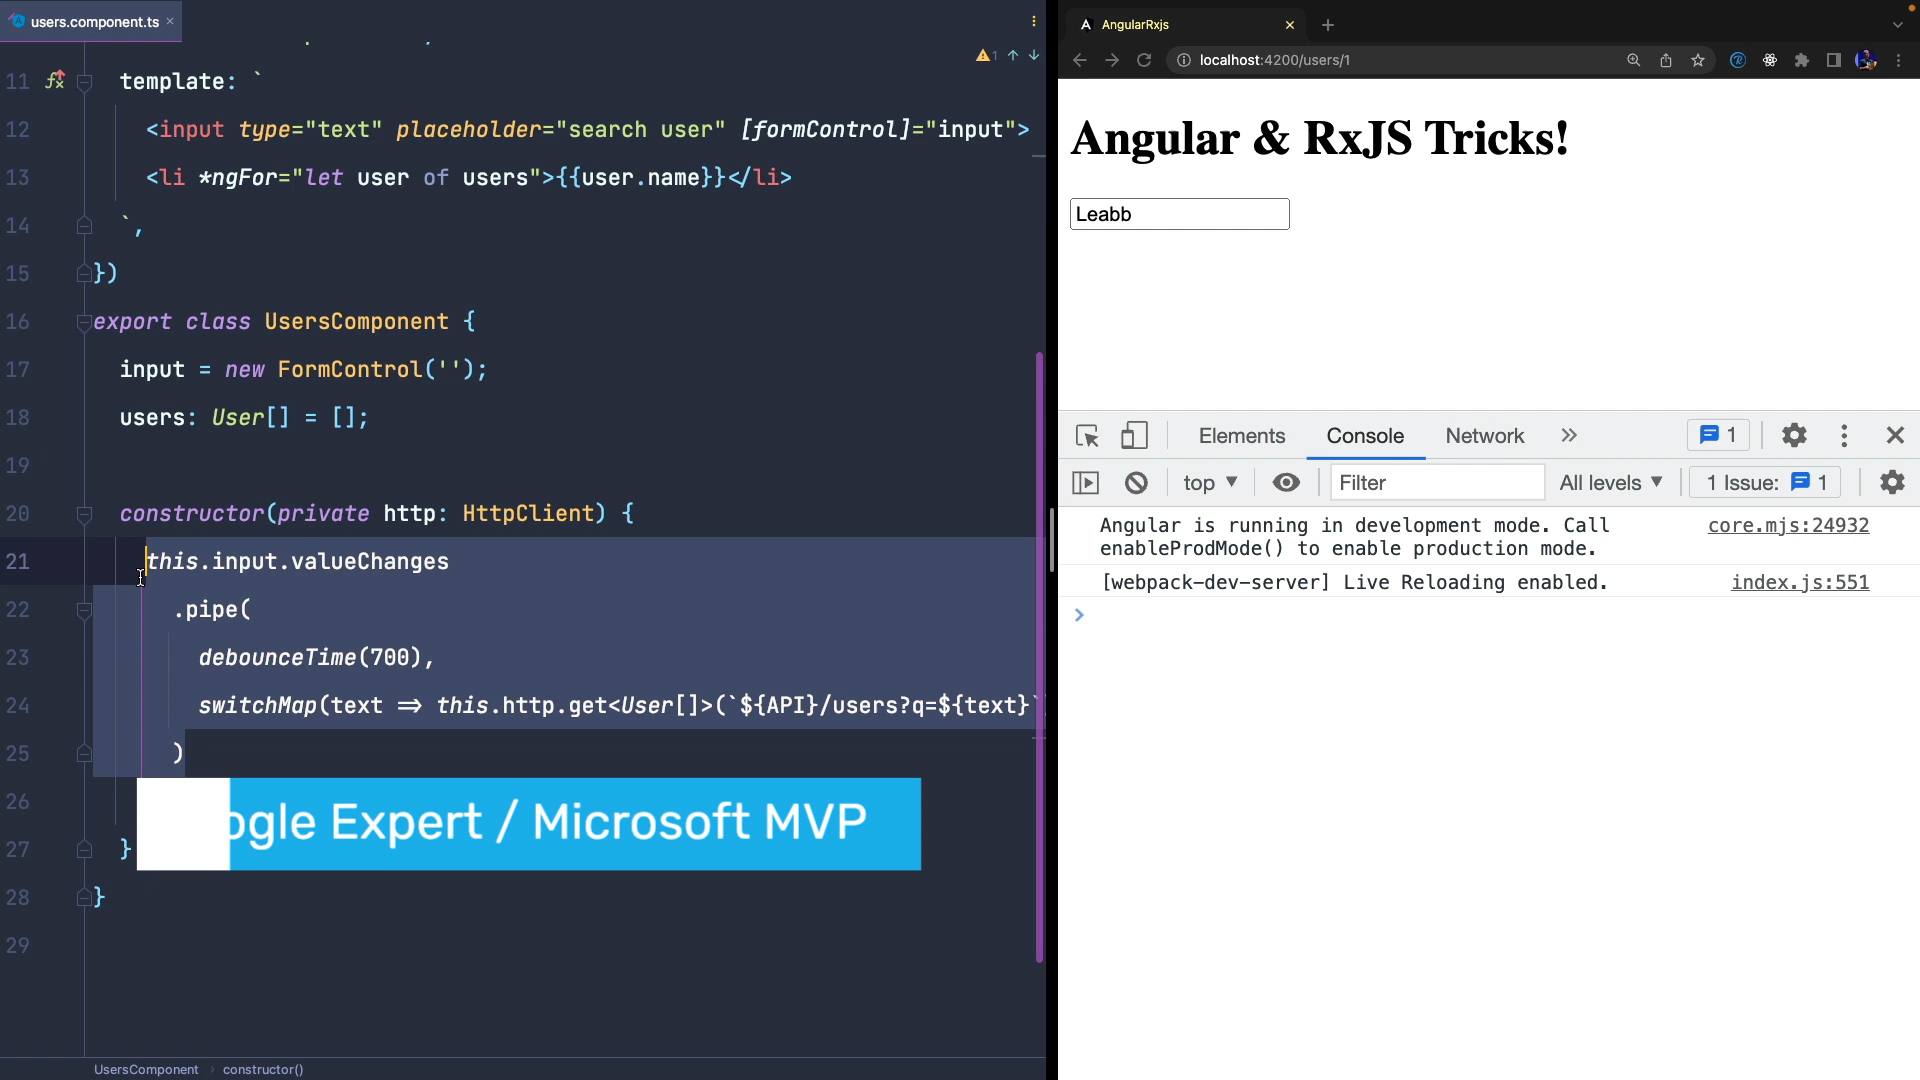 users.component.ts
1
11 template: `
12 <input type="text" placeholder="search user" [formControl]="input">
13 <li *ngFor="let user of users">{{user.name}}</li>
14 `,
15 })
16 export class UsersComponent {
17 input = new FormControl('');
18 users: User[] = [];
19
20 constructor(private http: HttpClient) {
21 this.input.valueChanges
22 .pipe(
23 debounceTime(700),
24 switchMap(text => this.http.get<User[]>(`${API}/users?q=${text}`
25 )
26
ogle Expert / Microsoft MVP
27 }
28 }
29
UsersComponent > constructor()
AngularRxjs
localhost:4200/users/1
Angular & RxJS Tricks!
Leabb
Elements Console Network 1
top Filter All levels 1 Issue: 1
Angular is running in development mode. Call core.mjs:24932
enableProdMode() to enable production mode.
[webpack-dev-server] Live Reloading enabled. index.js:551